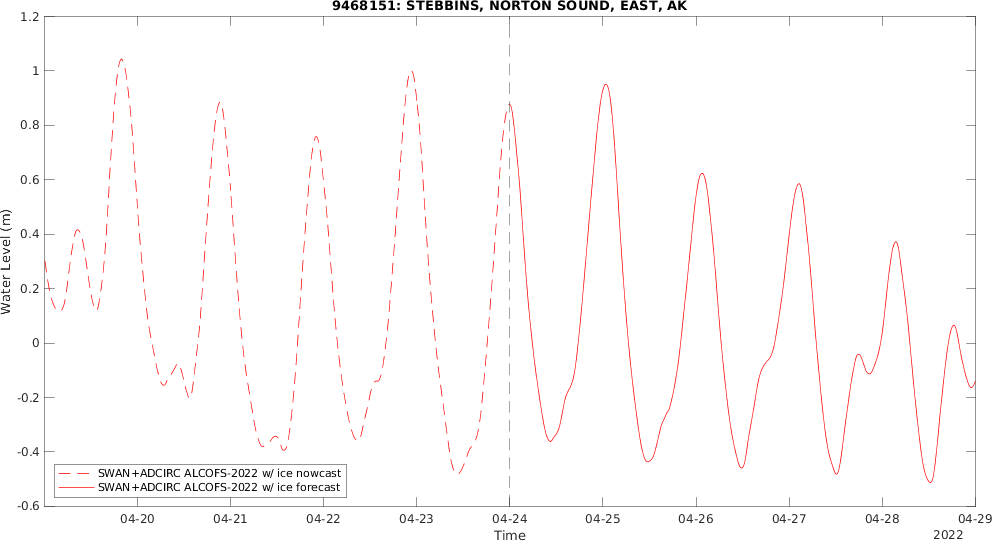 9468151: STEBBINS, NORTON SOUND, EAST, AK
1.2
1
0.8
0.6
0.4
0.2
0
-0.2
-0.4
-0.6
Water Level (m)
SWAN+ADCIRC ALCOFS-2022 w/ ice nowcast
SWAN+ADCIRC ALCOFS-2022 w/ ice forecast
04-20 04-21 04-22 04-23 04-24 04-25 04-26 04-27 04-28 04-29
Time
2022